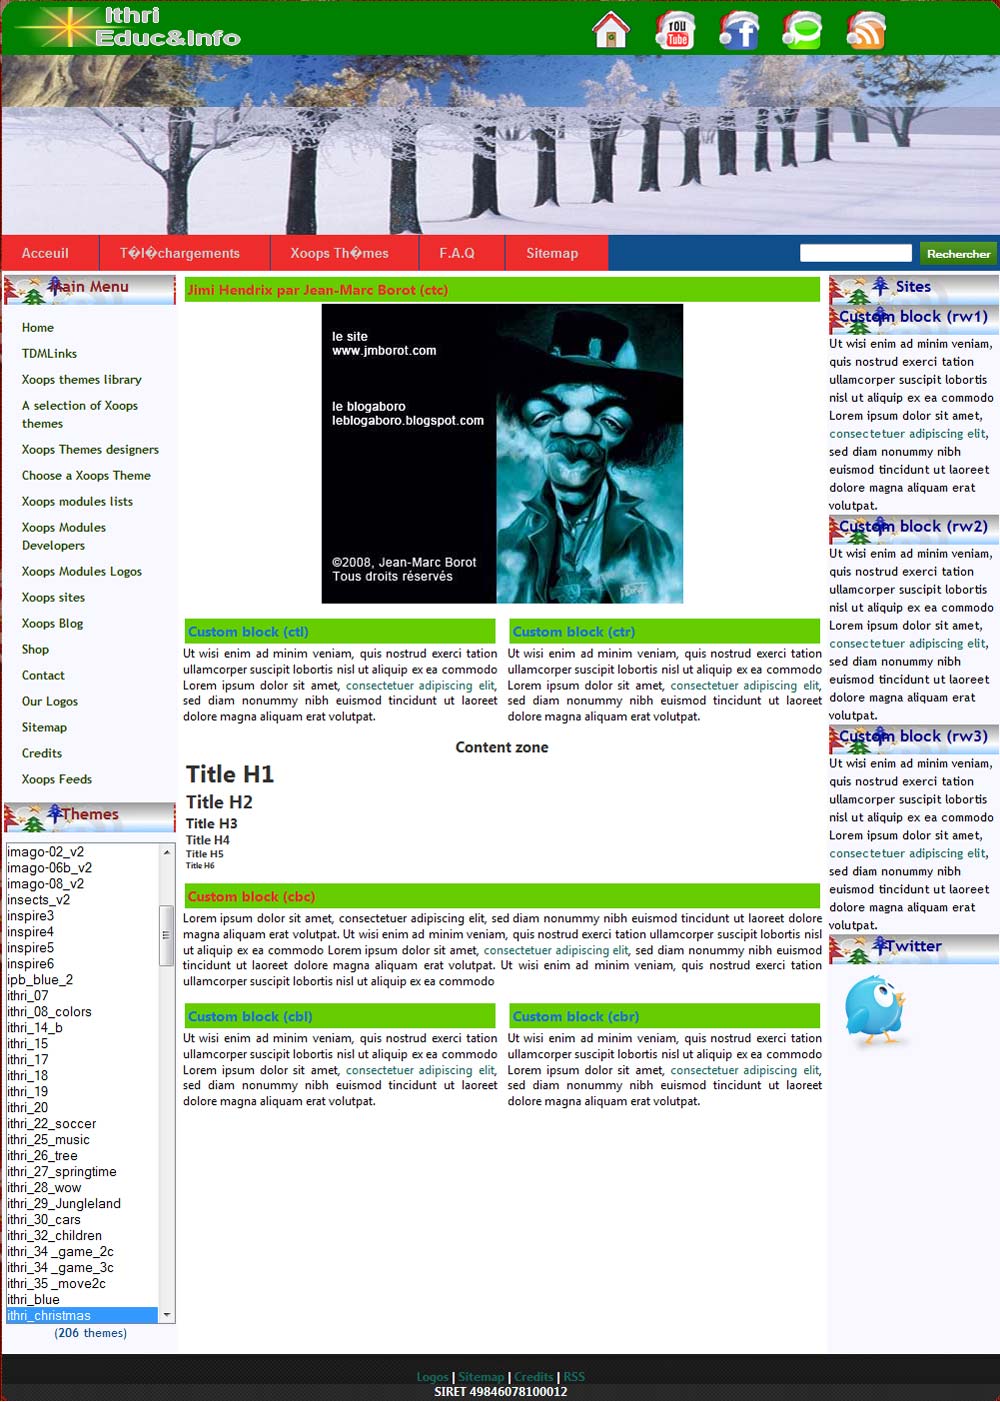 Ithri
Educ&Info
You
Tube
Acceuil
T�l�chargements
Xoops Th�mes
F.A.Q
Sitemap
Rechercher
Main Menu
Home
TDMLinks
Xoops themes library
A selection of Xoops
themes
Xoops Themes designers
Choose a Xoops Theme
Xoops modules lists
Xoops Modules
Developers
Xoops Modules Logos
Xoops sites
Xoops Blog
Shop
Contact
Our Logos
Sitemap
Credits
Xoops Feeds
Themes
imago-02_v2
imago-06b_v2
imago-08_v2
insects_v2
inspire3
inspire4
inspire5
inspire6
ipb_blue_2
ithri_07
ithri_08_colors
ithri_14_b
ithri_15
ithri_17
ithri_18
ithri_19
ithri_20
ithri_22_soccer
ithri_25_music
ithri_26_tree
ithri_27_springtime
ithri_28_wow
ithri_29_Jungleland
ithri_30_cars
ithri_32_children
ithri_34 _game_2c
ithri_34 _game_3c
ithri_35 _move2c
ithri_blue
ithri_christmas
(206 themes)
Jimi Hendrix par Jean-Marc Borot (ctc)
le site
www.jmborot.com
le blogaboro
leblogaboro.blogspot.com
©2008, Jean-Marc Borot
Tous droits réservés
Custom block (ctl)
Ut wisi enim ad minim veniam, quis nostrud exerci tation
ullamcorper suscipit lobortis nisl ut aliquip ex ea commodo
Lorem ipsum dolor sit amet, consectetuer adipiscing elit,
sed diam nonummy nibh euismod tincidunt ut laoreet
dolore magna aliquam erat volutpat.
Custom block (ctr)
Ut wisi enim ad minim veniam, quis nostrud exerci tation
ullamcorper suscipit lobortis nisl ut aliquip ex ea commodo
Lorem ipsum dolor sit amet, consectetuer adipiscing elit,
sed diam nonummy nibh euismod tincidunt ut laoreet
dolore magna aliquam erat volutpat.
Content zone
Title H1
Title H2
Title H3
Title H4
Title H5
Title H6
Custom block (cbc)
Lorem ipsum dolor sit amet, consectetuer adipiscing elit, sed diam nonummy nibh euismod tincidunt ut laoreet dolore
magna aliquam erat volutpat. Ut wisi enim ad minim veniam, quis nostrud exerci tation ullamcorper suscipit lobortis nisl
ut aliquip ex ea commodo Lorem ipsum dolor sit amet, consectetuer adipiscing elit, sed diam nonummy nibh euismod
tincidunt ut laoreet dolore magna aliquam erat volutpat. Ut wisi enim ad minim veniam, quis nostrud exerci tation
ullamcorper suscipit lobortis nisl ut aliquip ex ea commodo
Custom block (cbl)
Ut wisi enim ad minim veniam, quis nostrud exerci tation
ullamcorper suscipit lobortis nisl ut aliquip ex ea commodo
Lorem ipsum dolor sit amet, consectetuer adipiscing elit,
sed diam nonummy nibh euismod tincidunt ut laoreet
dolore magna aliquam erat volutpat.
Custom block (cbr)
Ut wisi enim ad minim veniam, quis nostrud exerci tation
ullamcorper suscipit lobortis nisl ut aliquip ex ea commodo
Lorem ipsum dolor sit amet, consectetuer adipiscing elit,
sed diam nonummy nibh euismod tincidunt ut laoreet
dolore magna aliquam erat volutpat.
Sites
Custom block (rw1)
Ut wisi enim ad minim veniam,
quis nostrud exerci tation
ullamcorper suscipit lobortis
nisl ut aliquip ex ea commodo
Lorem ipsum dolor sit amet,
consectetuer adipiscing elit,
sed diam nonummy nibh
euismod tincidunt ut laoreet
dolore magna aliquam erat
volutpat.
Custom block (rw2)
Ut wisi enim ad minim veniam,
quis nostrud exerci tation
ullamcorper suscipit lobortis
nisl ut aliquip ex ea commodo
Lorem ipsum dolor sit amet,
consectetuer adipiscing elit,
sed diam nonummy nibh
euismod tincidunt ut laoreet
dolore magna aliquam erat
volutpat.
Custom block (rw3)
Ut wisi enim ad minim veniam,
quis nostrud exerci tation
ullamcorper suscipit lobortis
nisl ut aliquip ex ea commodo
Lorem ipsum dolor sit amet,
consectetuer adipiscing elit,
sed diam nonummy nibh
euismod tincidunt ut laoreet
dolore magna aliquam erat
volutpat.
Twitter
Logos | Sitemap | Credits | RSS
SIRET 49846078100012